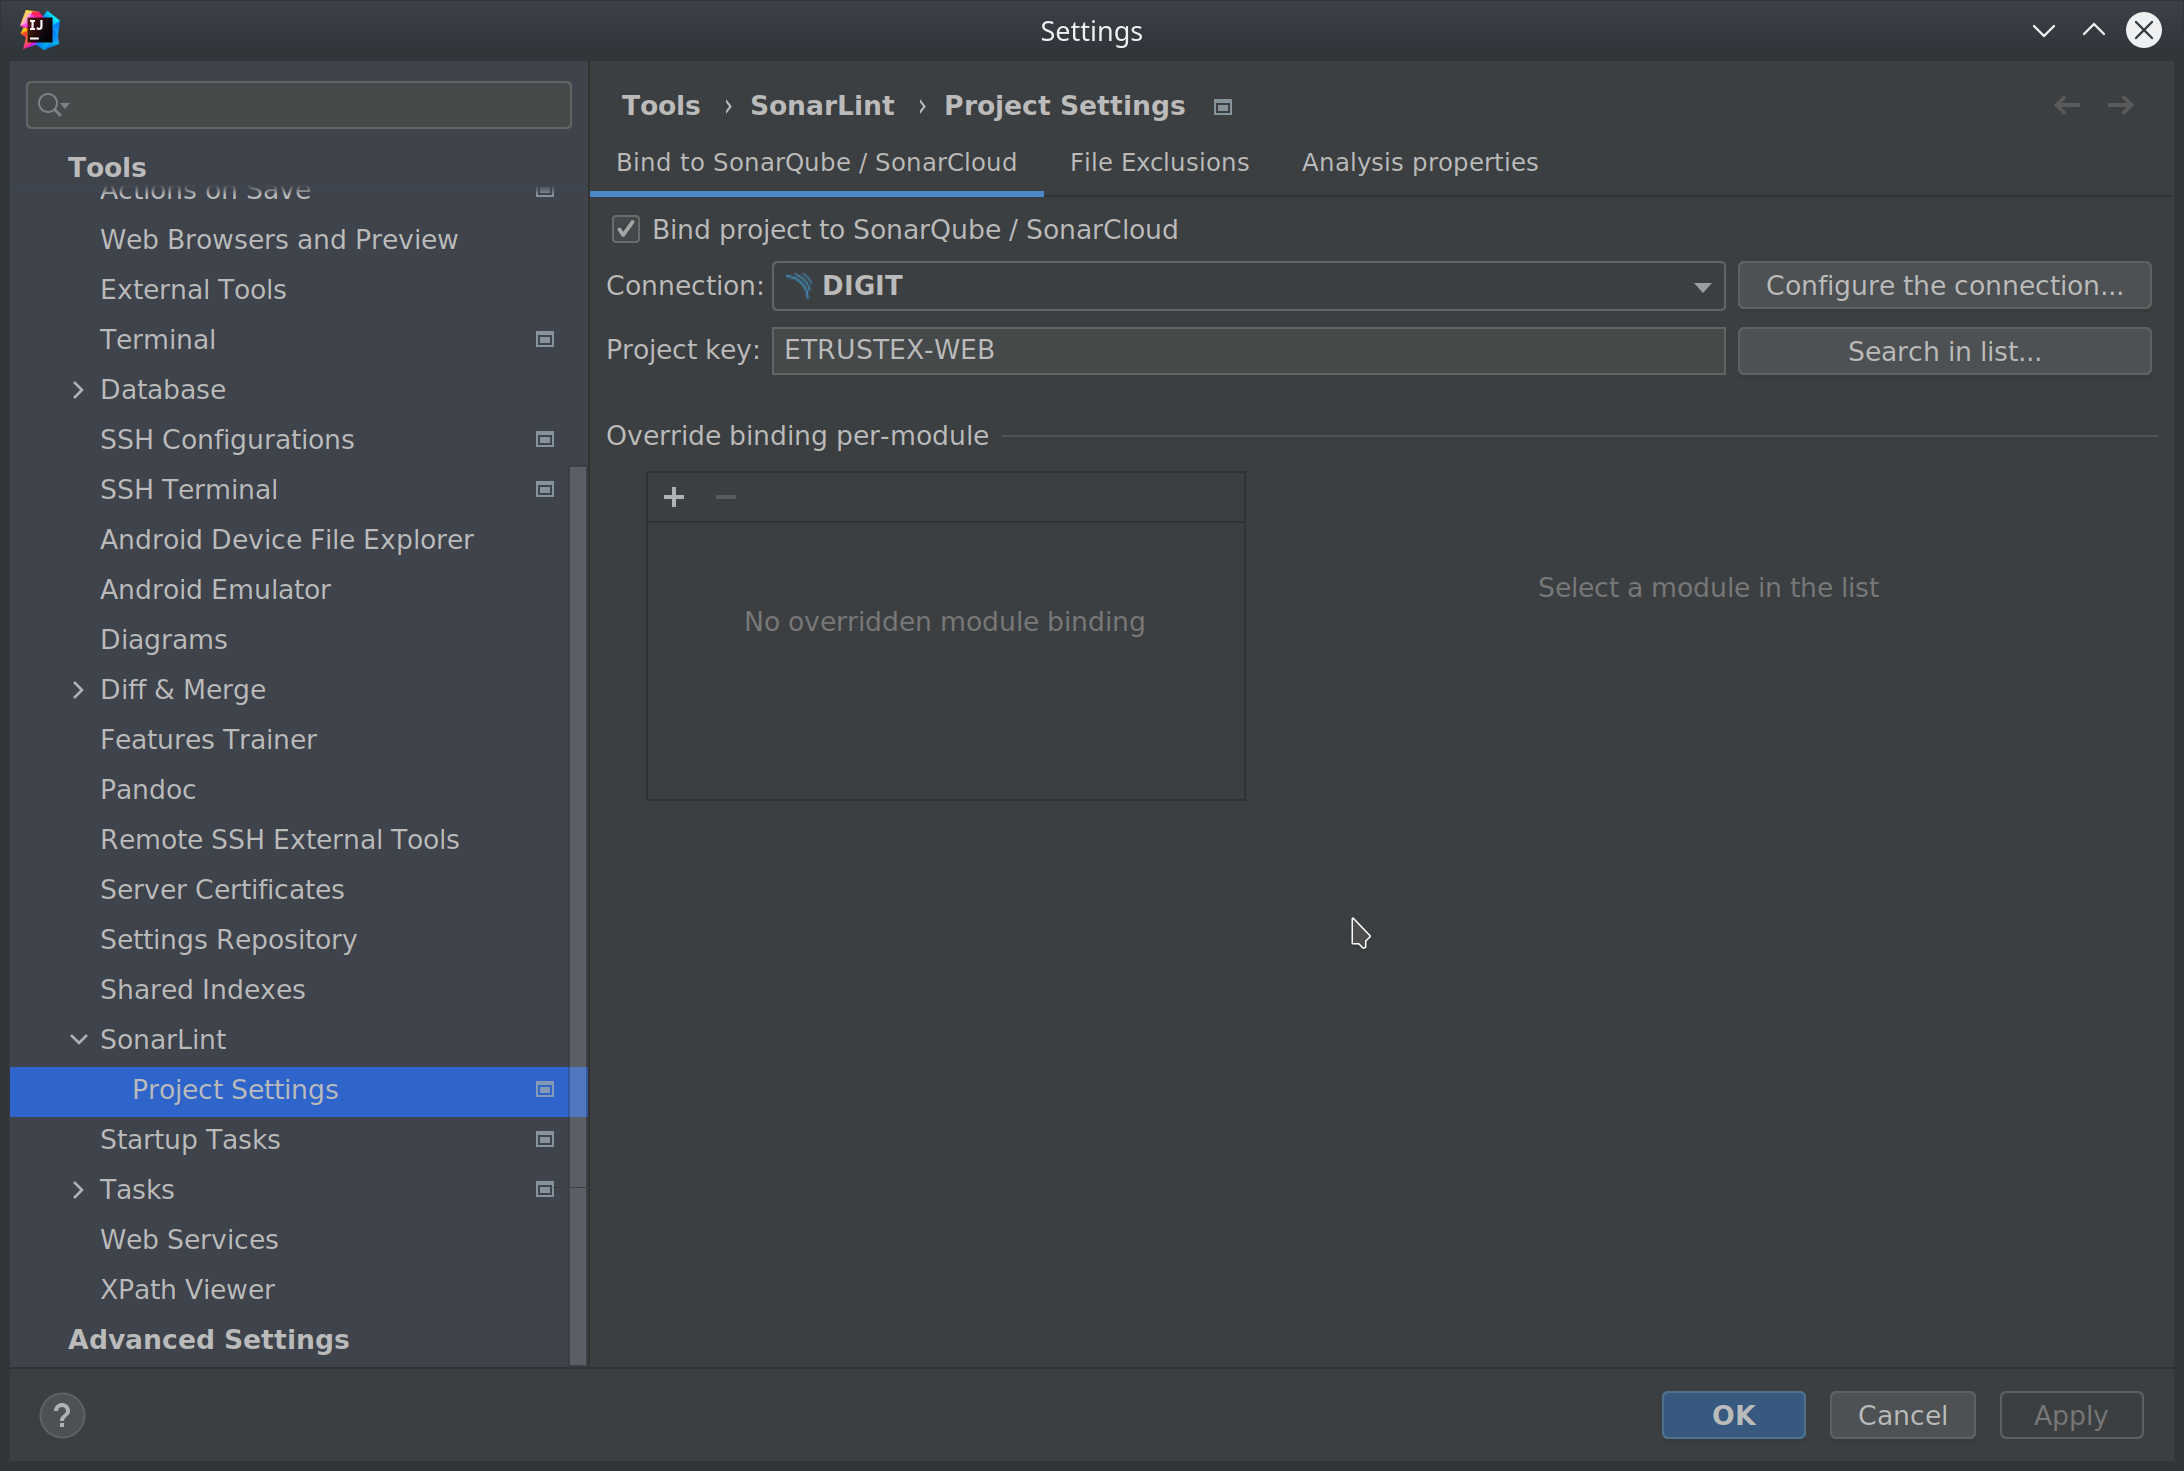 IJ
Settings
Tools
Actions on Save
Web Browsers and Preview
External Tools
Terminal
Database
SSH Configurations
SSH Terminal
Android Device File Explorer
Android Emulator
Diagrams
Diff & Merge
Features Trainer
Pandoc
Remote SSH External Tools
Server Certificates
Settings Repository
Shared Indexes
SonarLint
Project Settings
Startup Tasks
Tasks
Web Services
XPath Viewer
Advanced Settings
Tools › SonarLint › Project Settings
Bind to SonarQube / SonarCloud File Exclusions Analysis properties
Bind project to SonarQube / SonarCloud
Connection: DIGIT Configure the connection...
Project key: ETRUSTEX-WEB Search in list...
Override binding per-module
No overridden module binding
Select a module in the list
? OK Cancel Apply